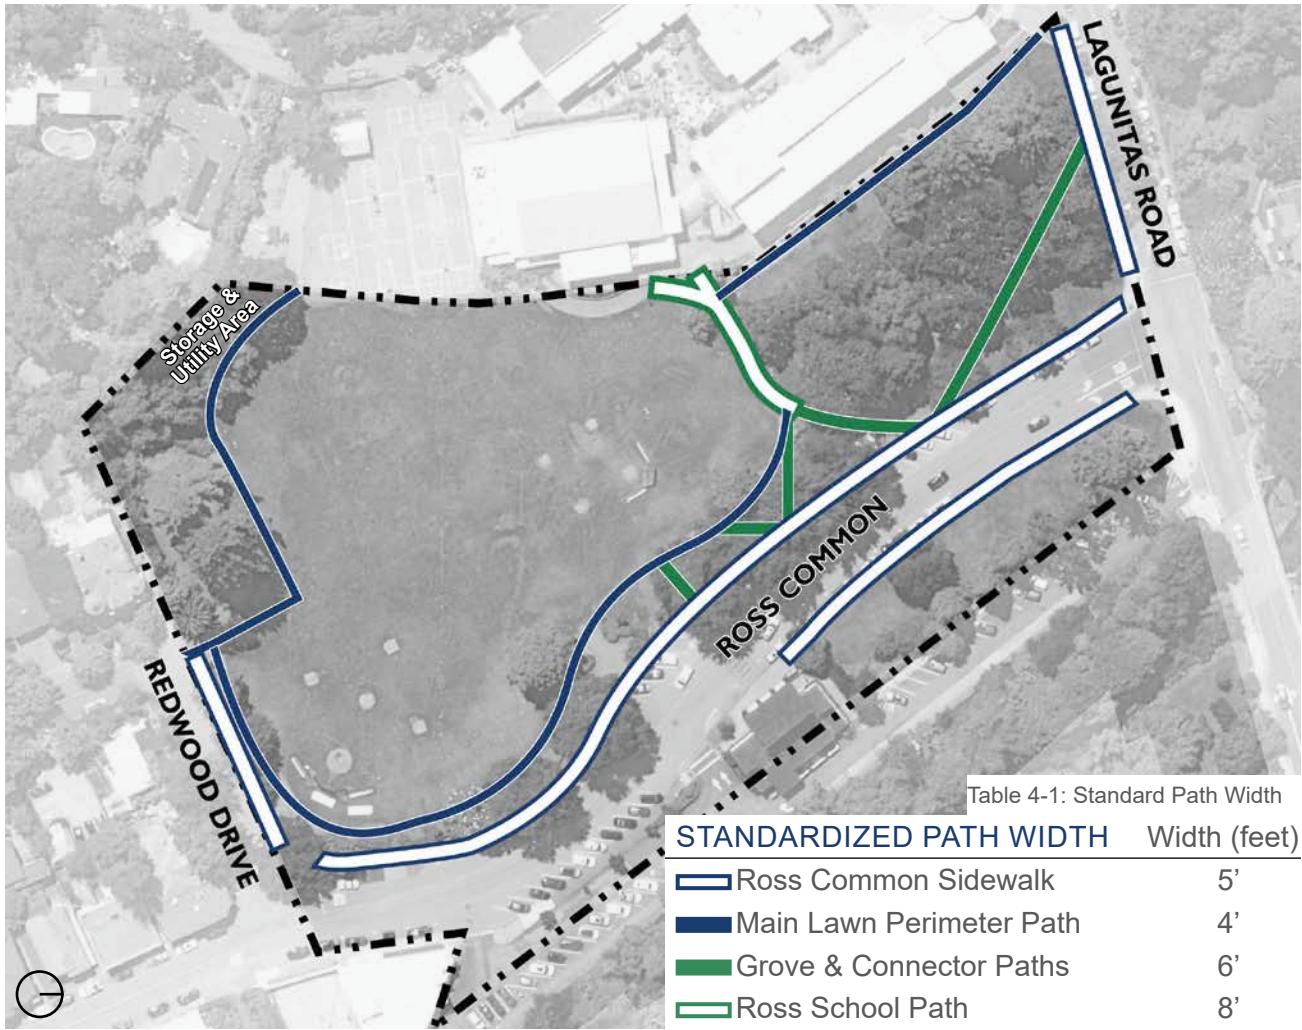 LAGUNITAS ROAD
Storage &
Utility Area
ROSS COMMON
REDWOOD DRIVE
Table 4-1: Standard Path Width
STANDARDIZED PATH WIDTH Width (feet)
Ross Common Sidewalk 5’
Main Lawn Perimeter Path 4’
Grove & Connector Paths 6’
Ross School Path 8’